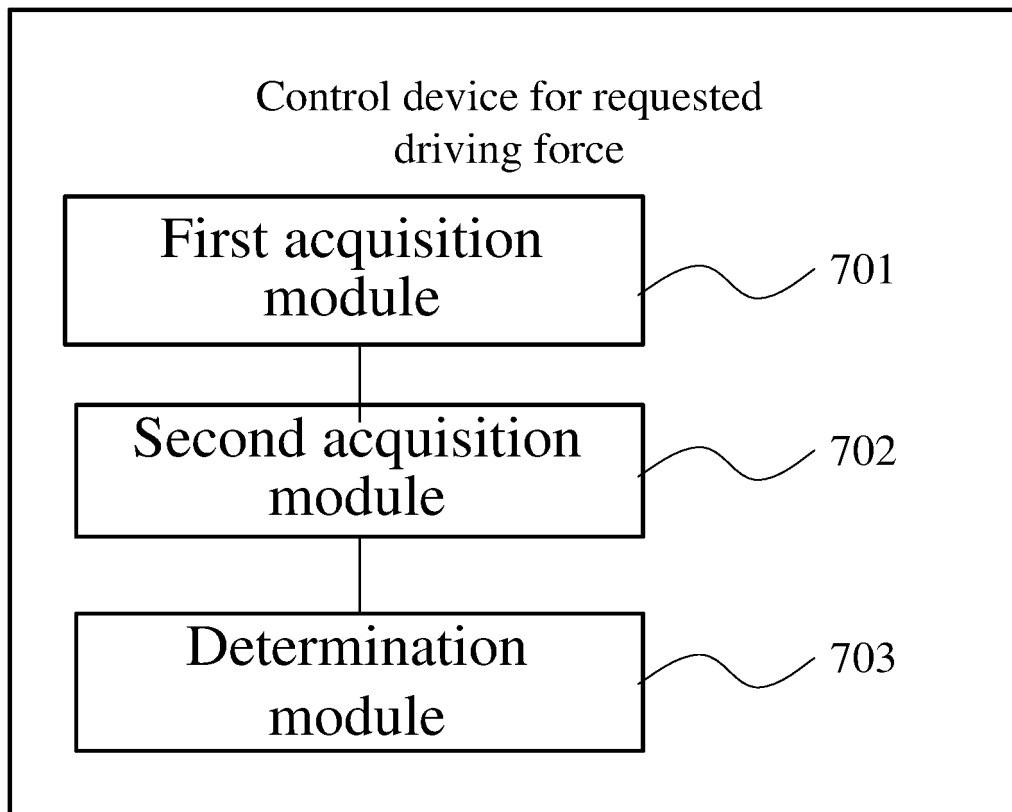 Control device for requested
driving force
First acquisition
module
701
Second acquisition
module
702
Determination
module
703